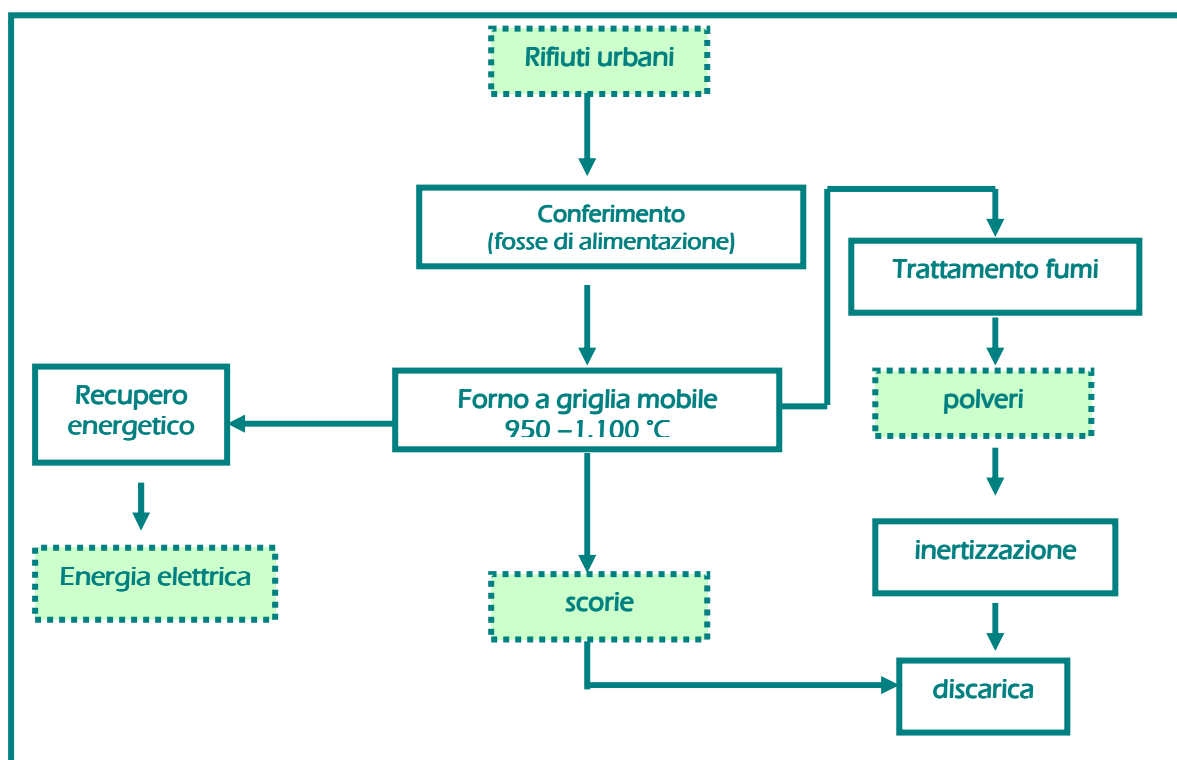 Rifiuti urbani
Conferimento
(fosse di alimentazione)
Trattamento fumi
Recupero
energetico
Forno a griglia mobile
950 –1.100 °C
polveri
inertizzazione
Energia elettrica
scorie
discarica